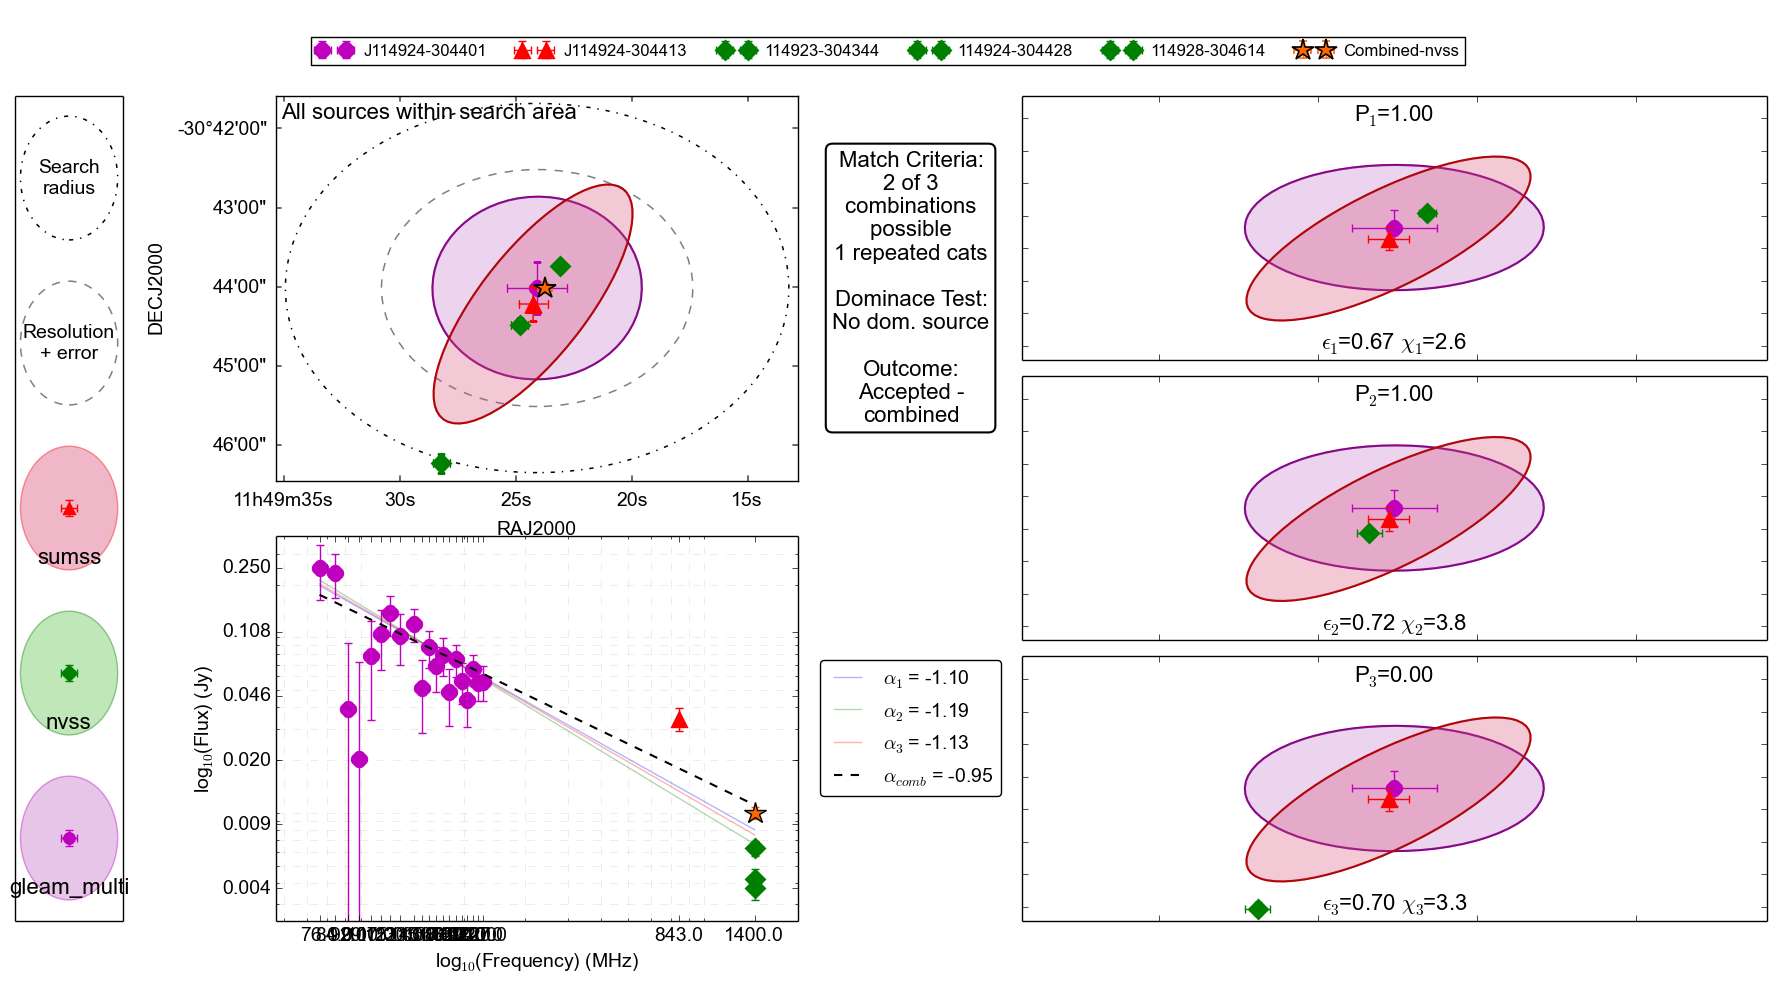 J114924-304401 J114924-304413 114923-304344 114924-304428 114928-304614 Combined-nvss
Search
radius
Resolution
+ error
sumss
nvss
gleam_multi
All sources within search area
-30°42'00"
43'00"
44'00"
45'00"
46'00"
DECJ2000
11h49m35s 30s 25s 20s 15s
RAJ2000
Match Criteria:
2 of 3
combinations
possible
1 repeated cats
Dominace Test:
No dom. source
Outcome:
Accepted -
combined
P1=1.00
ϵ1=0.67 χ1=2.6
P2=1.00
ϵ2=0.72 χ2=3.8
P3=0.00
ϵ3=0.70 χ3=3.3
0.250
0.108
0.046
0.020
0.009
0.004
log10(Flux) (Jy)
843.0 1400.0
log10(Frequency) (MHz)
α1 = -1.10
α2 = -1.19
α3 = -1.13
αcomb = -0.95